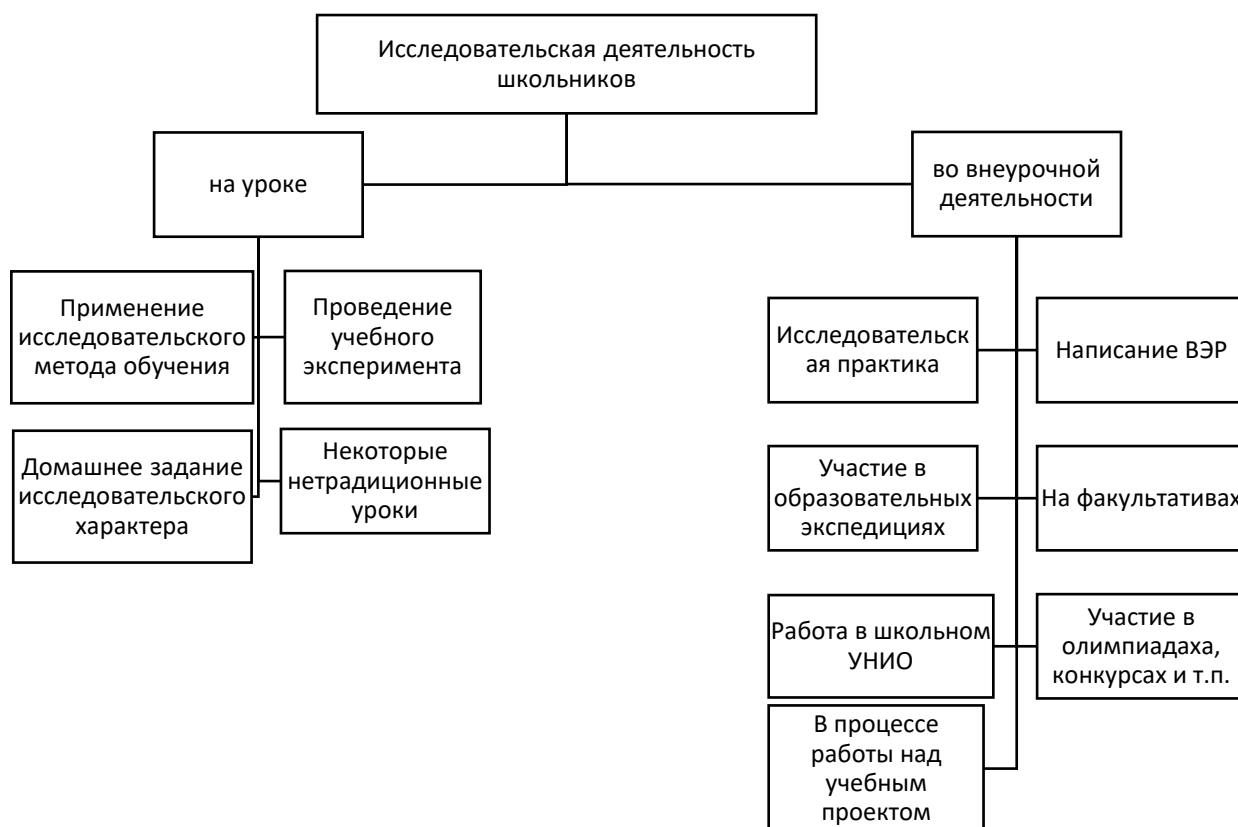 Исследовательская деятельность
школьников
на уроке
во внеурочной
деятельности
Применение
исследовательского
метода обучения
Проведение
учебного
эксперимента
Домашнее задание
исследовательского
характера
Некоторые
нетрадиционные
уроки
Исследовательск
ая практика
Написание ВЭР
Участие в
образовательных
экспедициях
На факультативах
Работа в школьном
УНИО
Участие в
олимпиадаха,
конкурсах и т.п.
В процессе
работы над
учебным
проектом